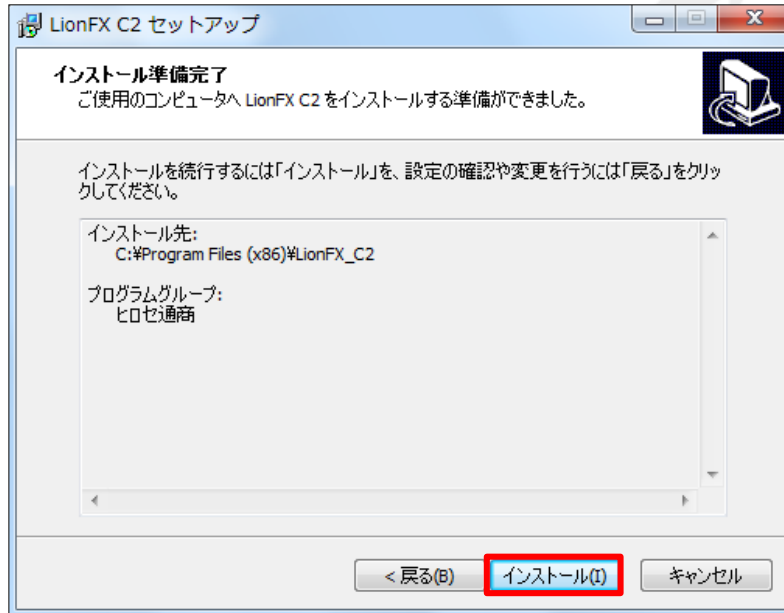 LionFX C2 セットアップ
インストール準備完了
ご使用のコンピュータへ LionFX C2 をインストールする準備ができました。
インストールを続行するには「インストール」を、設定の確認や変更を行うには「戻る」をクリッ
クしてください。
インストール先:
C:¥Program Files (x86)¥LionFX_C2
プログラムグループ:
ヒロセ通商
< 戻る(B)
インストール(I)
キャンセル